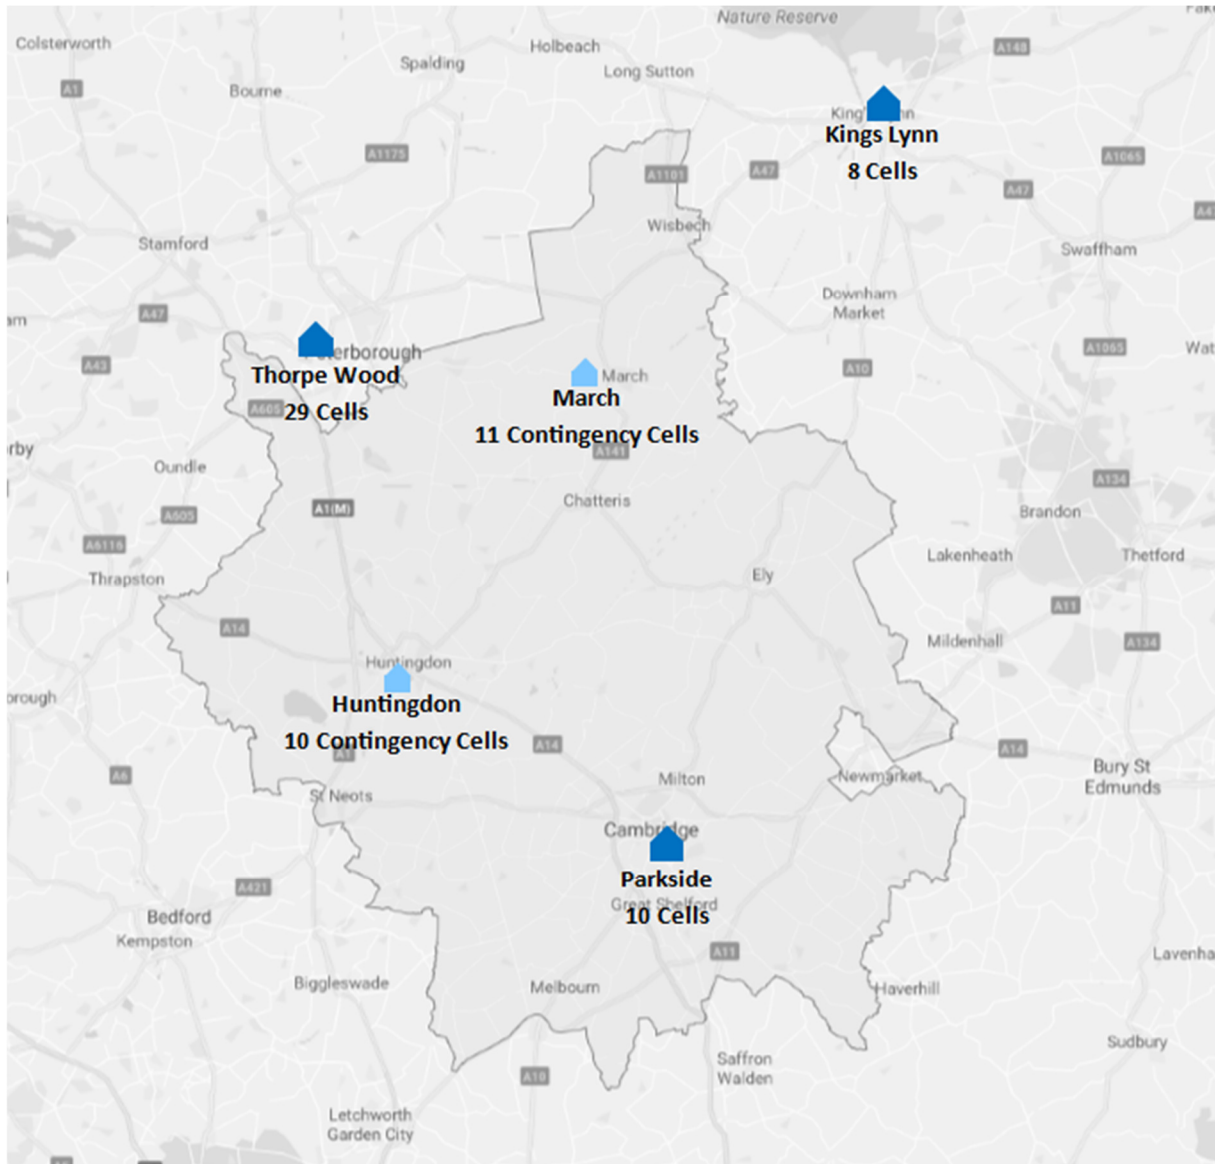 Nature Reserve
Colsterworth
Holbeach
A148
Spalding
Long Sutton
A1
Bourne
Kings Lynn
8 Cells
A1175
A1065
A1101
A47
A47
Wisbech
Stamford
Swaffham
Downham
Market
A47
Peterborough
Thorpe Wood
29 Cells
A605
A43
A1065
A10
March
March
11 Contingency Cells
A141
Oundle
A134
A1(M)
Chatteris
A605
Brandon
A6116
Lakenheath
Thetford
Thrapston
Ely
A11
A14
Mildenhall
A134
Huntingdon
Huntingdon
10 Contingency Cells
A1
A14
A14
A6
Milton
Newmarket
Bury St
Edmunds
St Neots
Cambridge
Parkside
Great Shelford
10 Cells
A421
Bedford
Kempston
A11
Biggleswade
Melbourn
Haverhill
Sudbury
Saffron
Walden
A10
Letchworth
Garden City